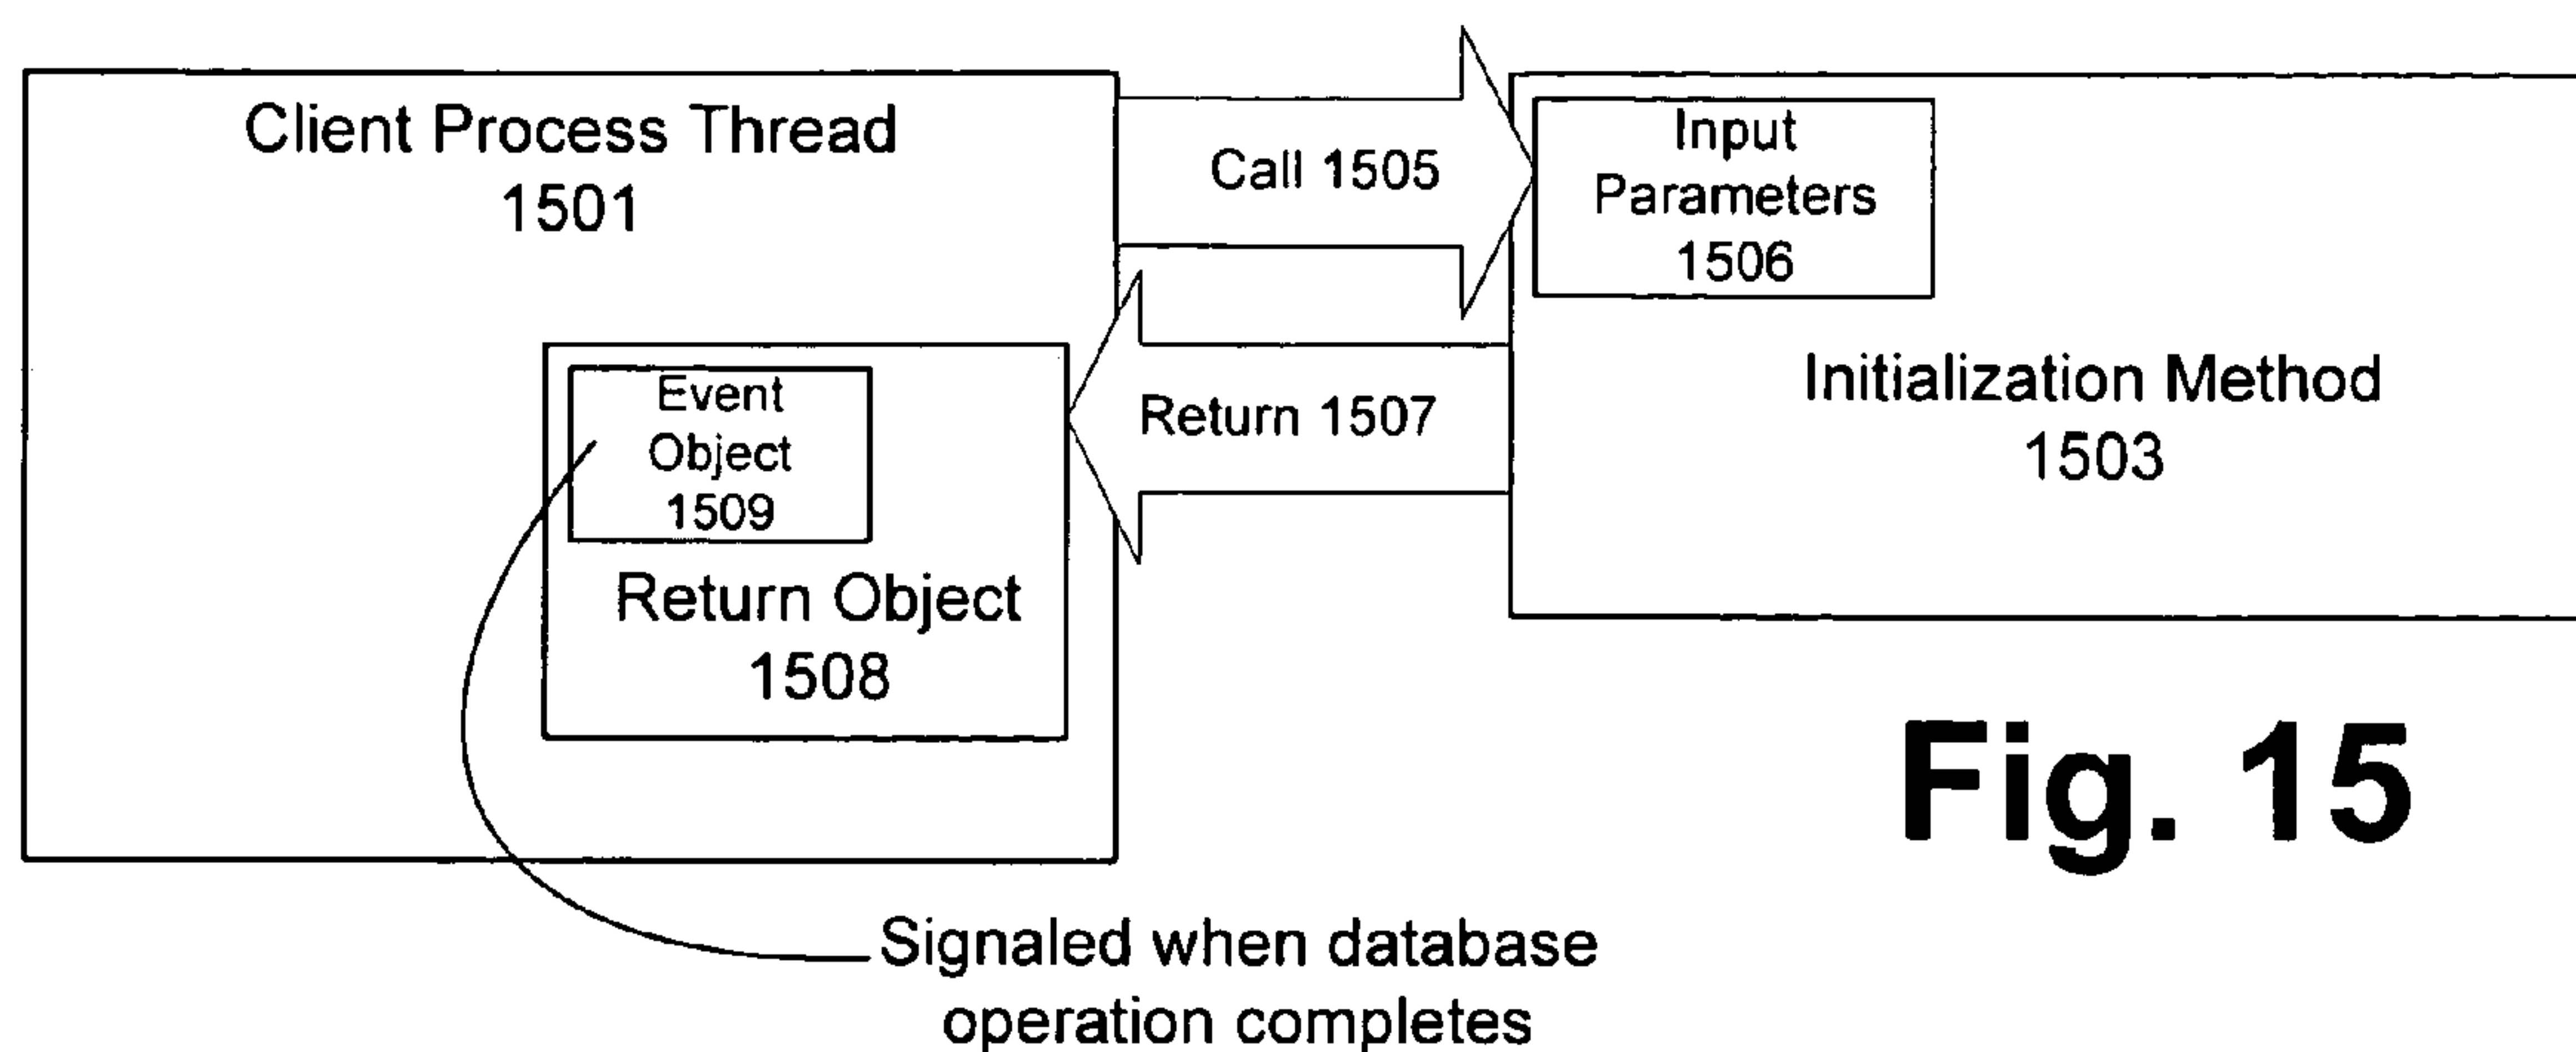 Client Process Thread
1501
Call 1505
Input
Parameters
1506
Event
Object
1509
Return Object
1508
Return 1507
Initialization Method
1503
Fig. 15
Signaled when database
operation completes